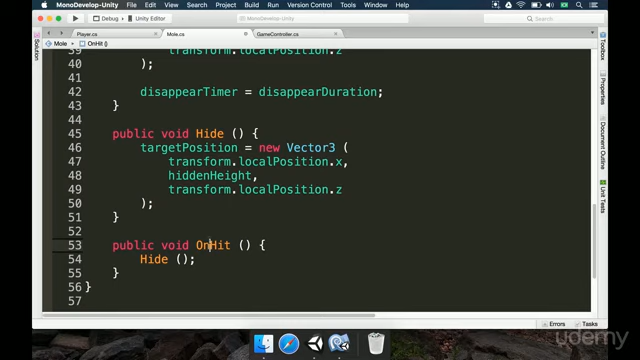 MonoDevelop-Unity File Edit View Search Project Build Run Version Control Tools Window Help
Debug Unity Editor MonoDevelop-Unity
Player.cs Mole.cs GameController.cs
Mole OnHit ()
Solution
Toolbox
Properties
Document Outline
Unit Tests
39 transform.localPosition.z
40 );
41
42 disappearTimer = disappearDuration;
43 }
44
45 public void Hide () {
46 targetPosition = new Vector3 (
47 transform.localPosition.x,
48 hiddenHeight,
49 transform.localPosition.z
50 );
51 }
52
53 public void OnHit () {
54 Hide ();
55 }
56 }
57
Errors Tasks
udemy